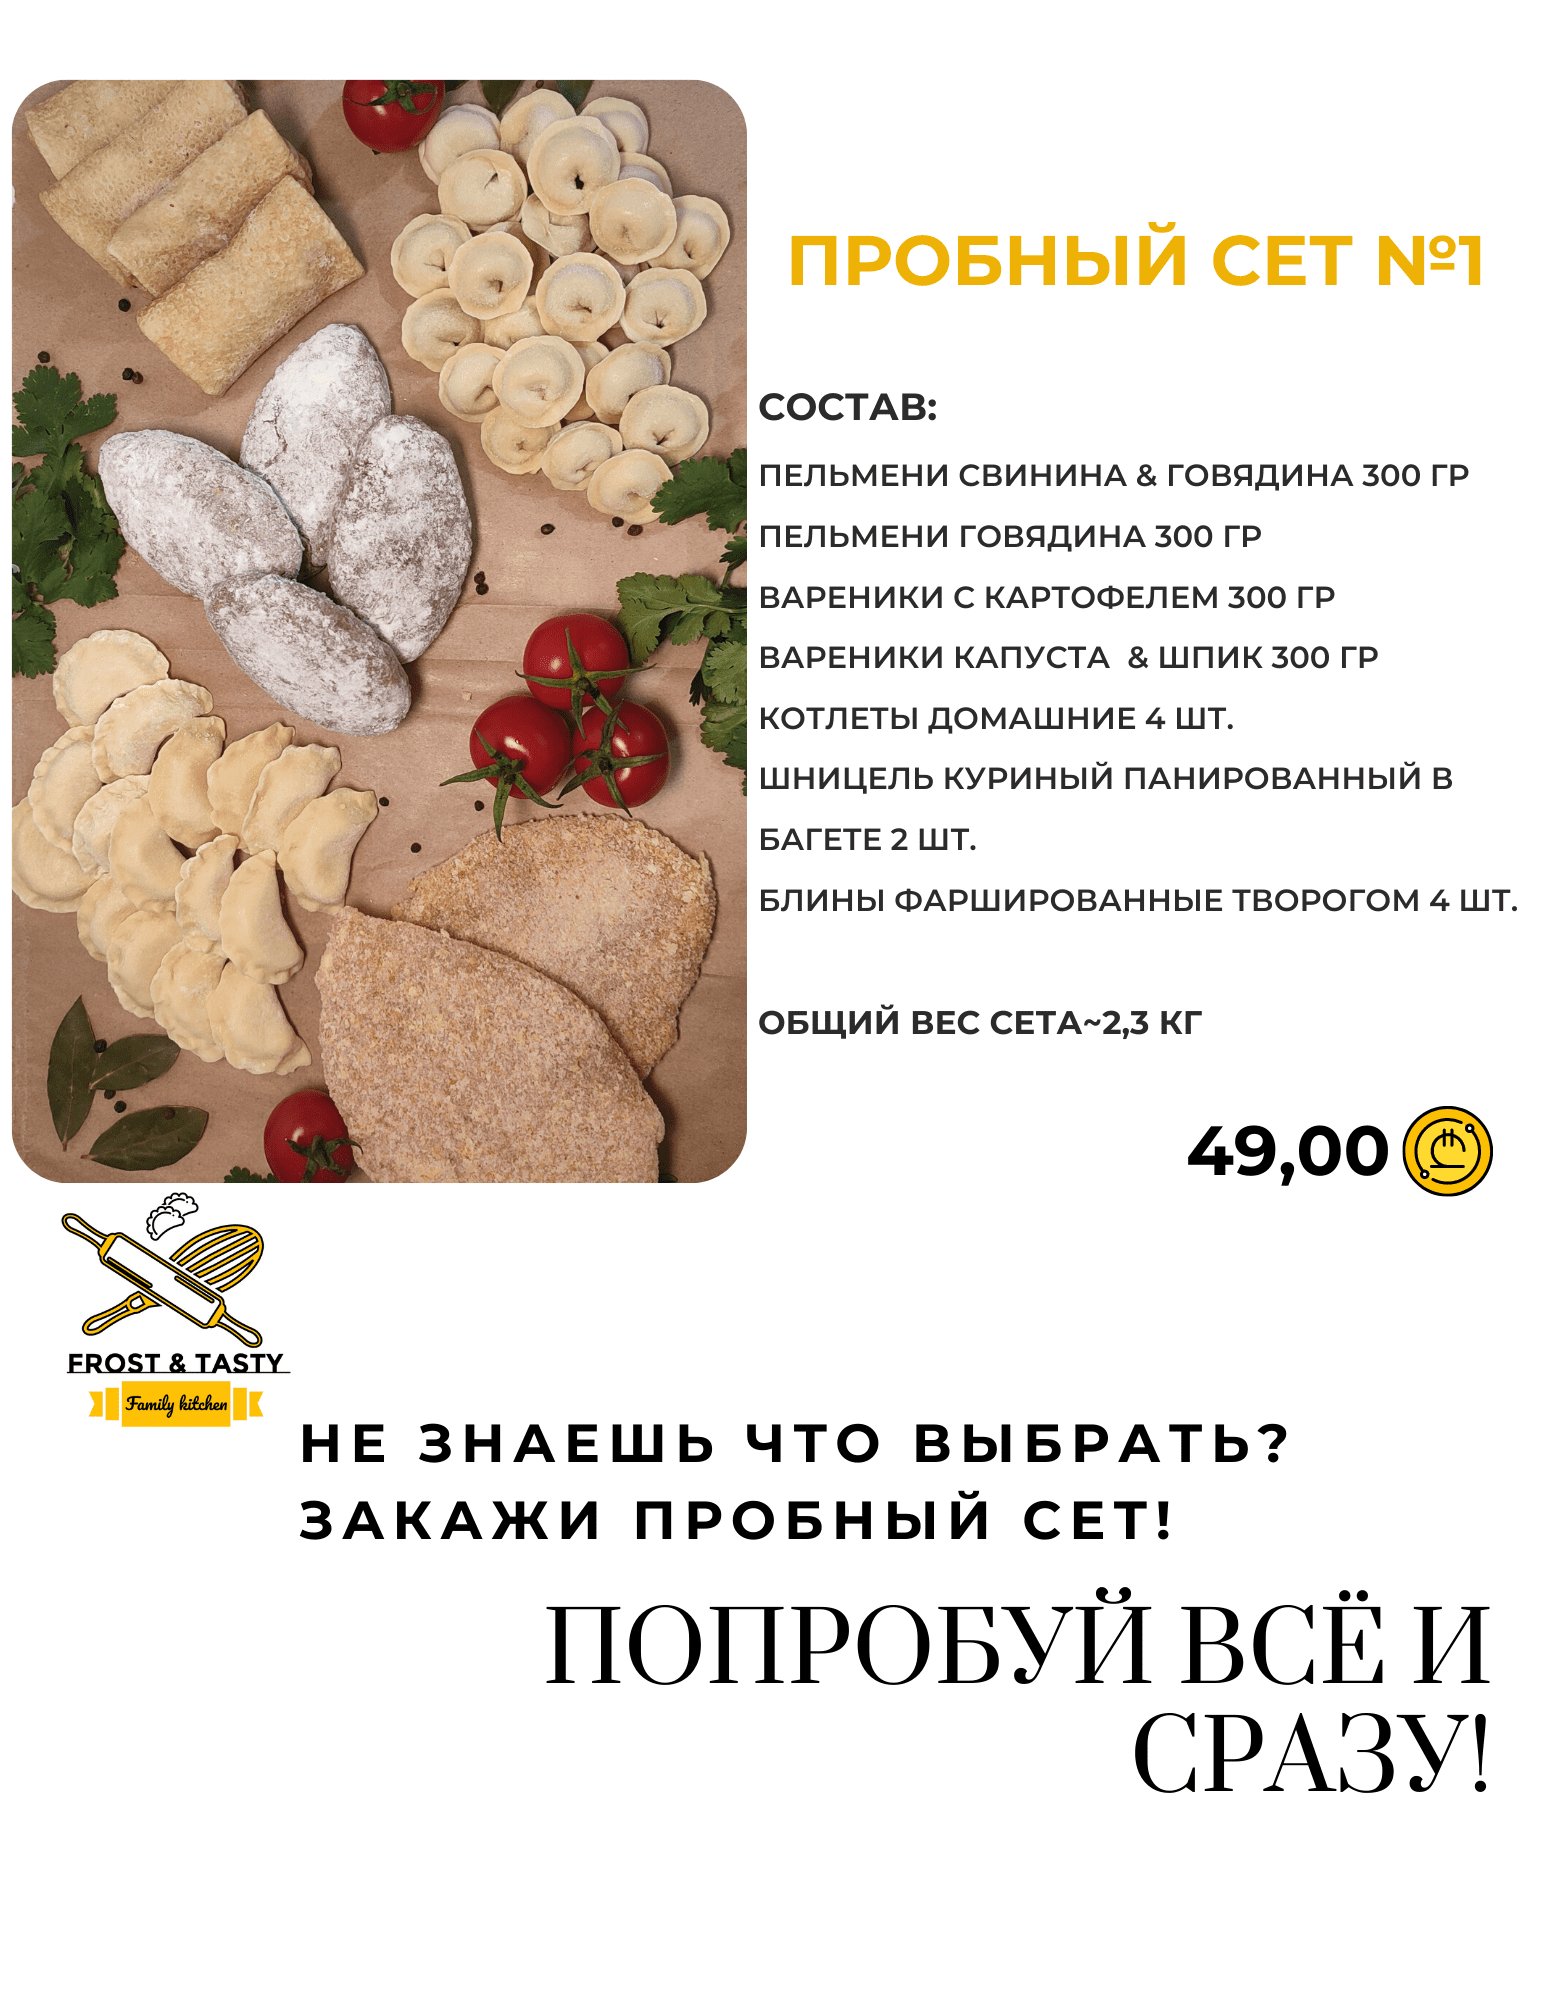 ПРОБНЫЙ СЕТ №1
СОСТАВ:
ПЕЛЬМЕНИ СВИНИНА & ГОВЯДИНА 300 ГР
ПЕЛЬМЕНИ ГОВЯДИНА 300 ГР
ВАРЕНИКИ С КАРТОФЕЛЕМ 300 ГР
ВАРЕНИКИ КАПУСТА & ШПИК 300 ГР
КОТЛЕТЫ ДОМАШНИЕ 4 ШТ.
ШНИЦЕЛЬ КУРИНЫЙ ПАНИРОВАННЫЙ В
БАГЕТЕ 2 ШТ.
БЛИНЫ ФАРШИРОВАННЫЕ ТВОРОГОМ 4 ШТ.
ОБЩИЙ ВЕС СЕТА~2,3 КГ
49,00 ₾
FROST & TASTY
Family kitchen
НЕ ЗНАЕШЬ ЧТО ВЫБРАТЬ?
ЗАКАЖИ ПРОБНЫЙ СЕТ!
ПОПРОБУЙ ВСЁ И
СРАЗУ!